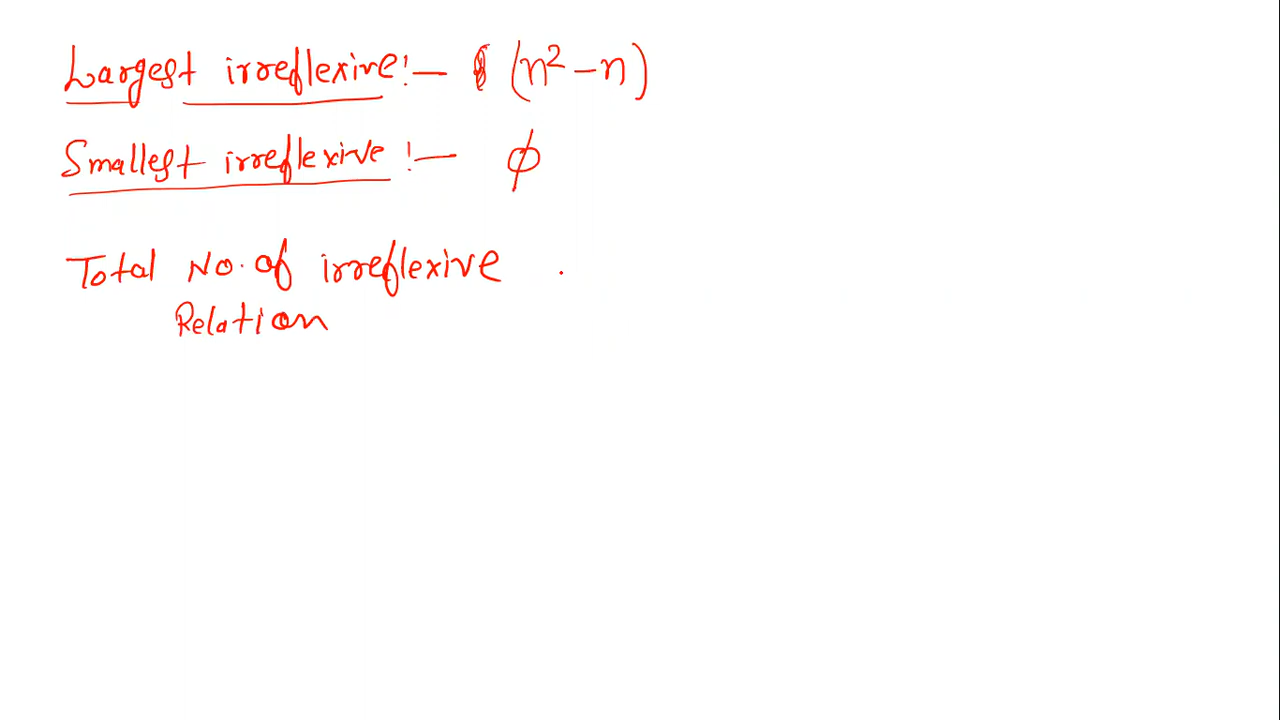 Largest irreflexive :— (n² – n)
Smallest irreflexive :— ϕ
Total No. of irreflexive .
Relation